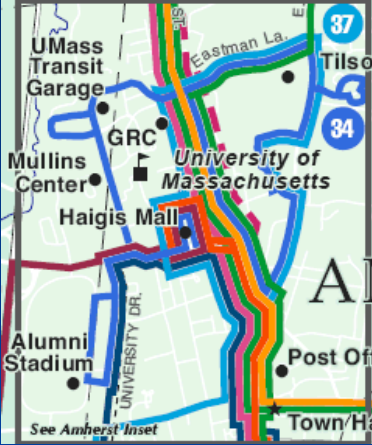 ST.
E.
37
Eastman La.
UMass
Transit
Garage
Tilso
34
GRC
University of
Massachusetts
Mullins
Center
Haigis Mall
A
UNIVERSITY DR.
Alumni
Stadium
Post Of
See Amherst Inset
Town Ha